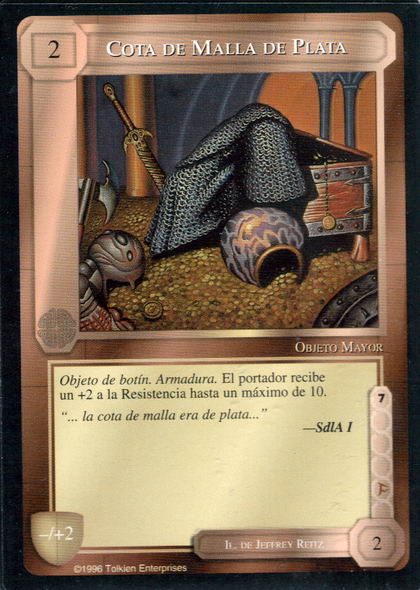 2
COTA DE MALLA DE PLATA
OBJETO MAYOR
Objeto de botín. Armadura. El portador recibe
un +2 a la Resistencia hasta un máximo de 10.
"... la cota de malla era de plata..."
—SdlA I
7
–/+2
IL. DE JEFFREY REITZ
2
©1996 Tolkien Enterprises